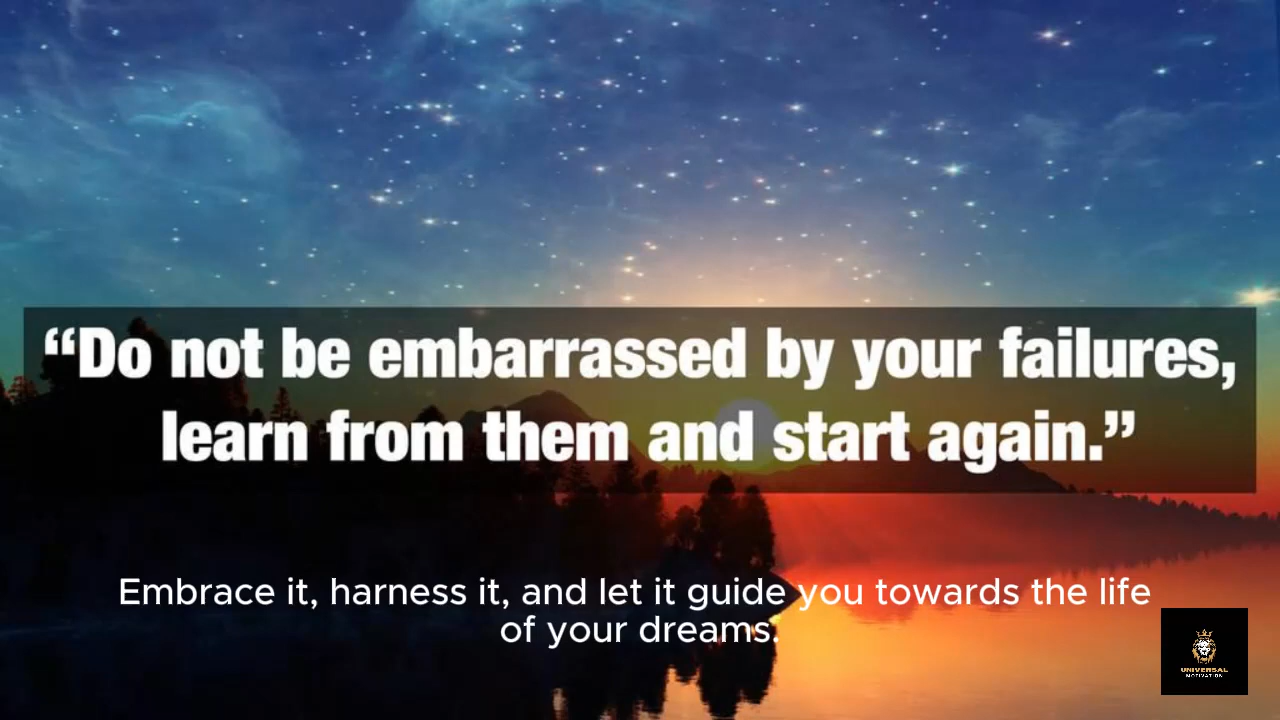 “Do not be embarrassed by your failures,
learn from them and start again.”
Embrace it, harness it, and let it guide you towards the life
of your dreams.
UNIVERSAL
MOTIVATION